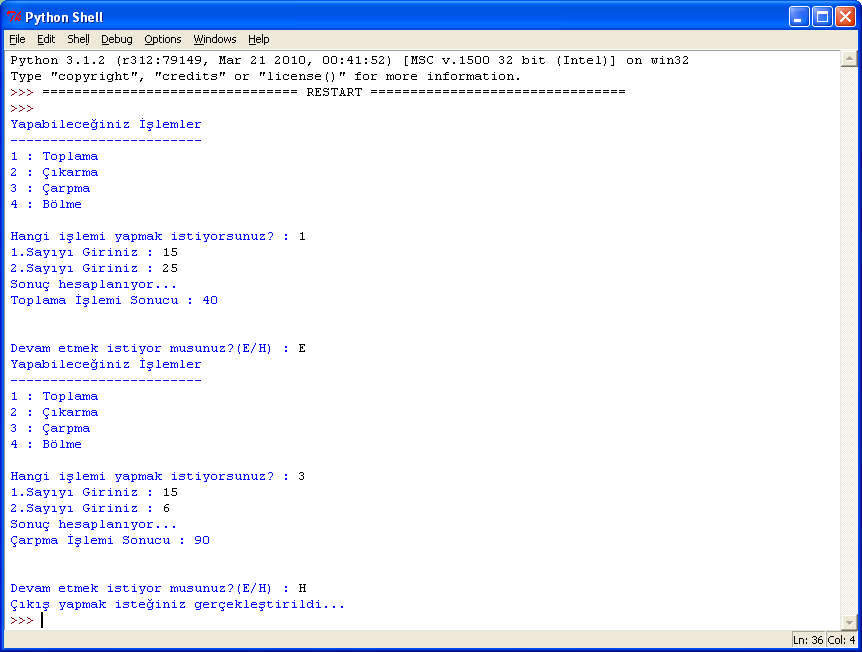 Python Shell
File Edit Shell Debug Options Windows Help
Python 3.1.2 (r312:79149, Mar 21 2010, 00:41:52) [MSC v.1500 32 bit (Intel)] on win32
Type "copyright", "credits" or "license()" for more information.
>>> ================================ RESTART ================================
>>>
Yapabileceğiniz İşlemler
------------------------
1 : Toplama
2 : Çıkarma
3 : Çarpma
4 : Bölme
Hangi işlemi yapmak istiyorsunuz? : 1
1.Sayıyı Giriniz : 15
2.Sayıyı Giriniz : 25
Sonuç hesaplanıyor...
Toplama İşlemi Sonucu : 40
Devam etmek istiyor musunuz?(E/H) : E
Yapabileceğiniz İşlemler
------------------------
1 : Toplama
2 : Çıkarma
3 : Çarpma
4 : Bölme
Hangi işlemi yapmak istiyorsunuz? : 3
1.Sayıyı Giriniz : 15
2.Sayıyı Giriniz : 6
Sonuç hesaplanıyor...
Çarpma İşlemi Sonucu : 90
Devam etmek istiyor musunuz?(E/H) : H
Çıkış yapmak isteğiniz gerçekleştirildi...
>>>
Ln: 36 Col: 4